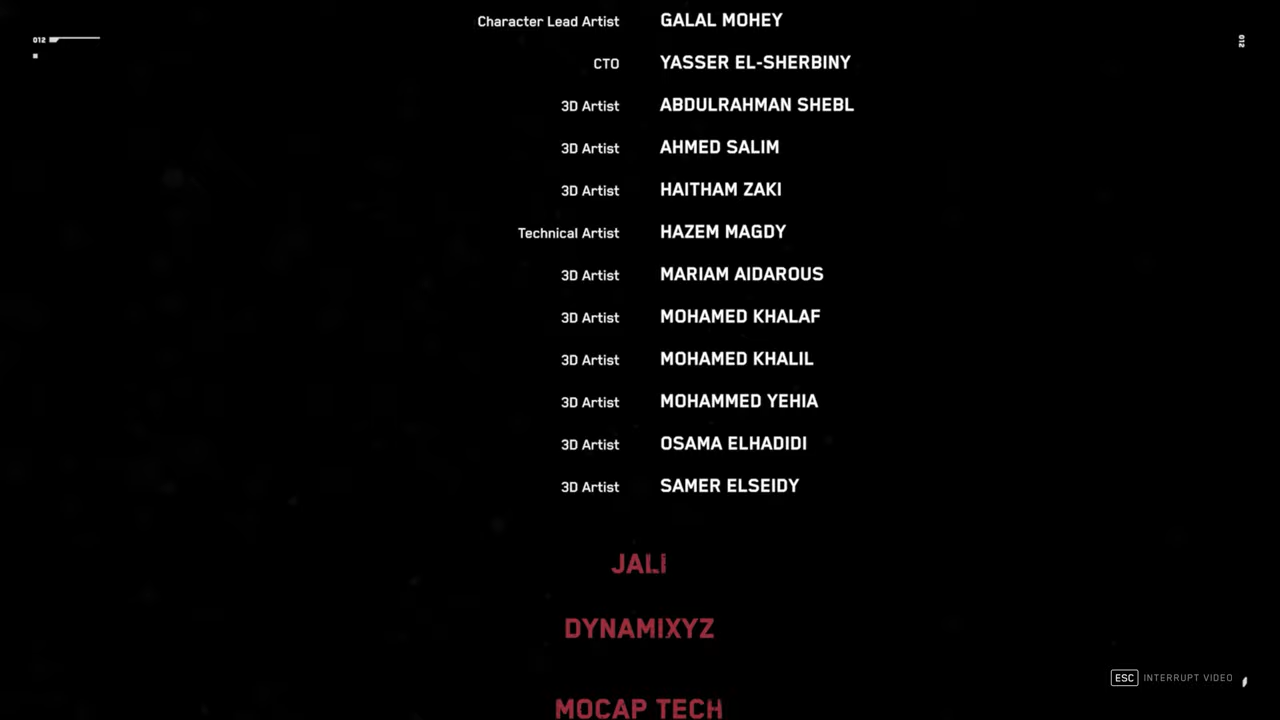 Character Lead Artist GALAL MOHEY
012
012
CTO YASSER EL-SHERBINY
3D Artist ABDULRAHMAN SHEBL
3D Artist AHMED SALIM
3D Artist HAITHAM ZAKI
Technical Artist HAZEM MAGDY
3D Artist MARIAM AIDAROUS
3D Artist MOHAMED KHALAF
3D Artist MOHAMED KHALIL
3D Artist MOHAMMED YEHIA
3D Artist OSAMA ELHADIDI
3D Artist SAMER ELSEIDY
JALI
DYNAMIXYZ
ESC INTERRUPT VIDEO
MOCAP TECH